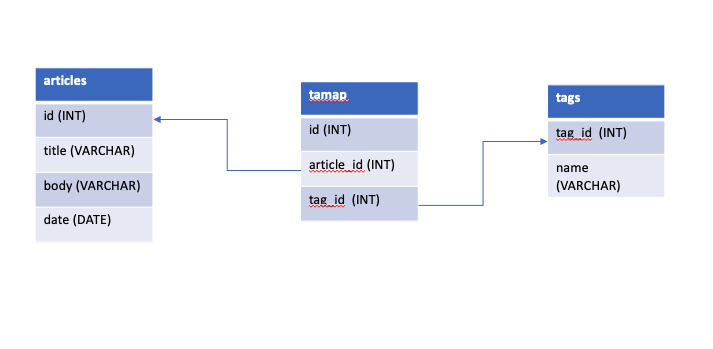 articles
id (INT)
title (VARCHAR)
body (VARCHAR)
date (DATE)
tamap
id (INT)
article_id (INT)
tag_id (INT)
tags
tag_id (INT)
name
(VARCHAR)